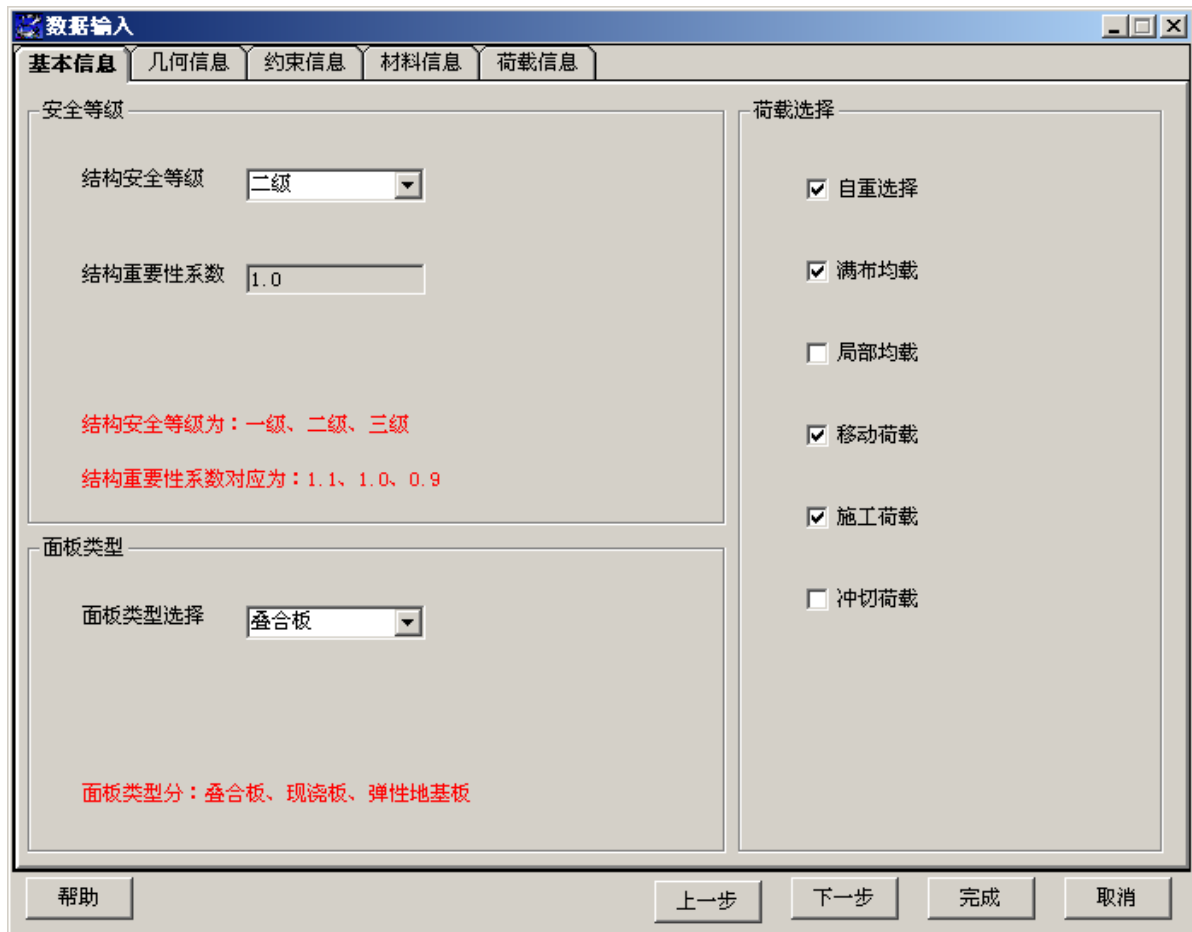 数据输入
基本信息 几何信息 约束信息 材料信息 荷载信息
安全等级
结构安全等级 二级
结构重要性系数 1.0
结构安全等级为：一级、二级、三级
结构重要性系数对应为：1.1、1.0、0.9
面板类型
面板类型选择 叠合板
面板类型分：叠合板、现浇板、弹性地基板
荷载选择
自重选择
满布均载
局部均载
移动荷载
施工荷载
冲切荷载
帮助 上一步 下一步 完成 取消